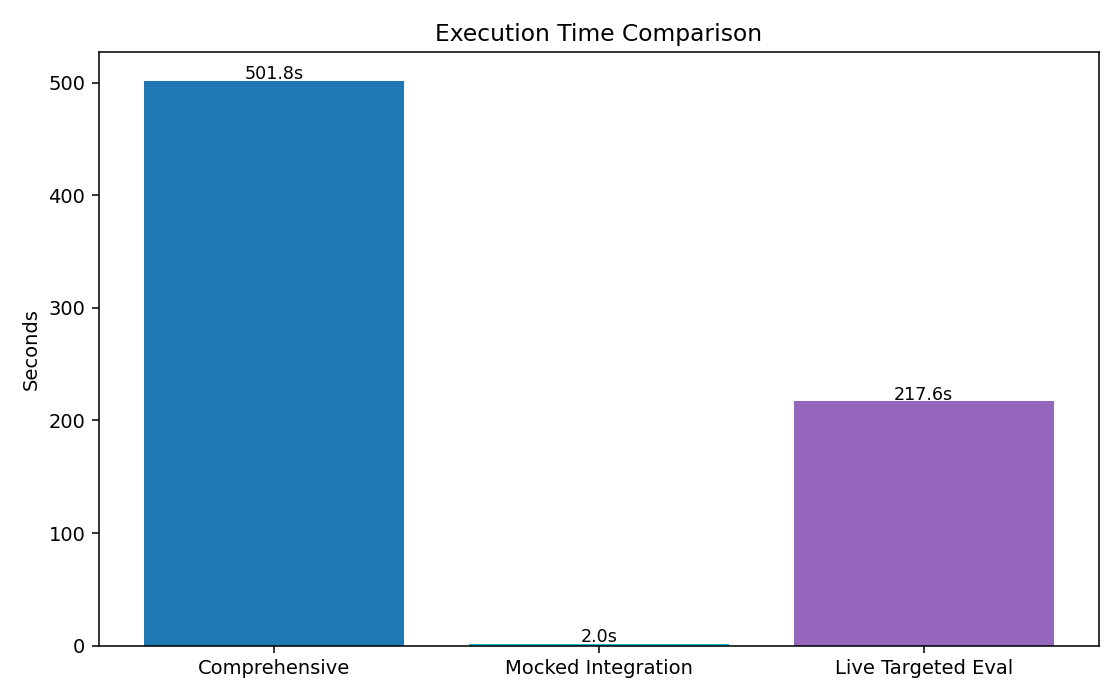 Execution Time Comparison
501.8s
500
400
300
217.6s
200
100
2.0s
0
Seconds
Comprehensive
Mocked Integration
Live Targeted Eval